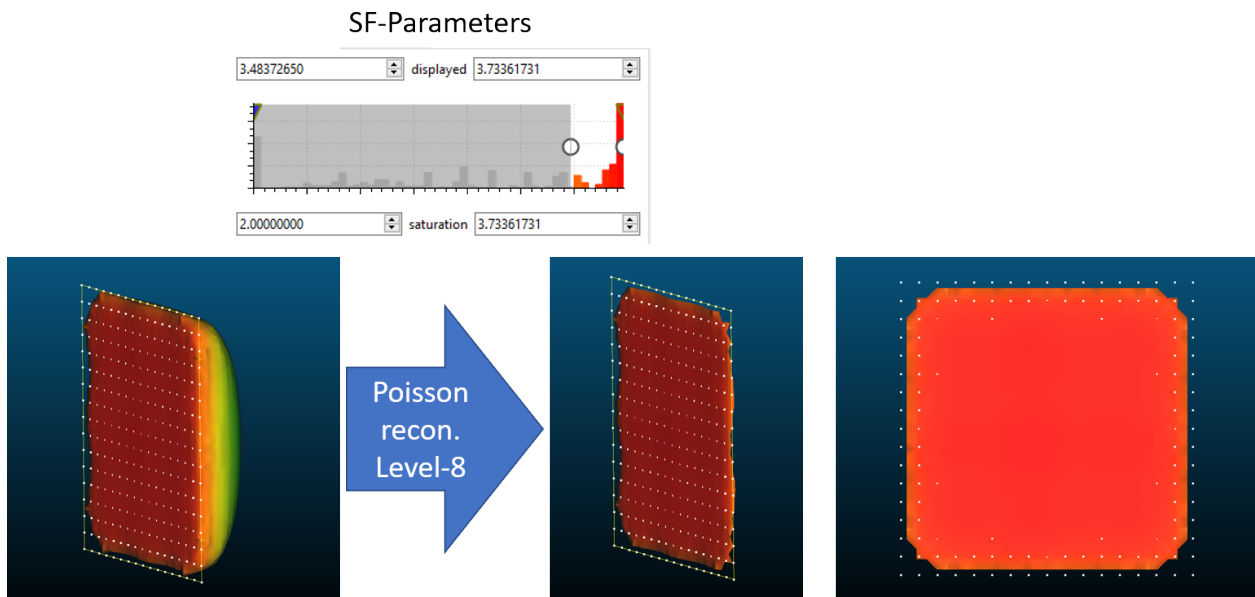 SF-Parameters
3.48372650 displayed 3.73361731
2.00000000 saturation 3.73361731
Poisson
recon.
Level-8